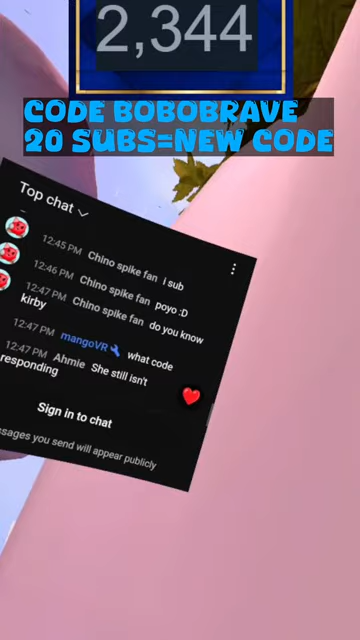 2,344
CODE BOBOBRAVE
20 SUBS=NEW CODE
Top chat
12:45 PM Chino spike fan i sub
12:46 PM Chino spike fan poyo :D
12:47 PM Chino spike fan do you know
kirby
12:47 PM mangoVR what code
12:47 PM Ahmie She still isn't
responding
Sign in to chat
ssages you send will appear publicly